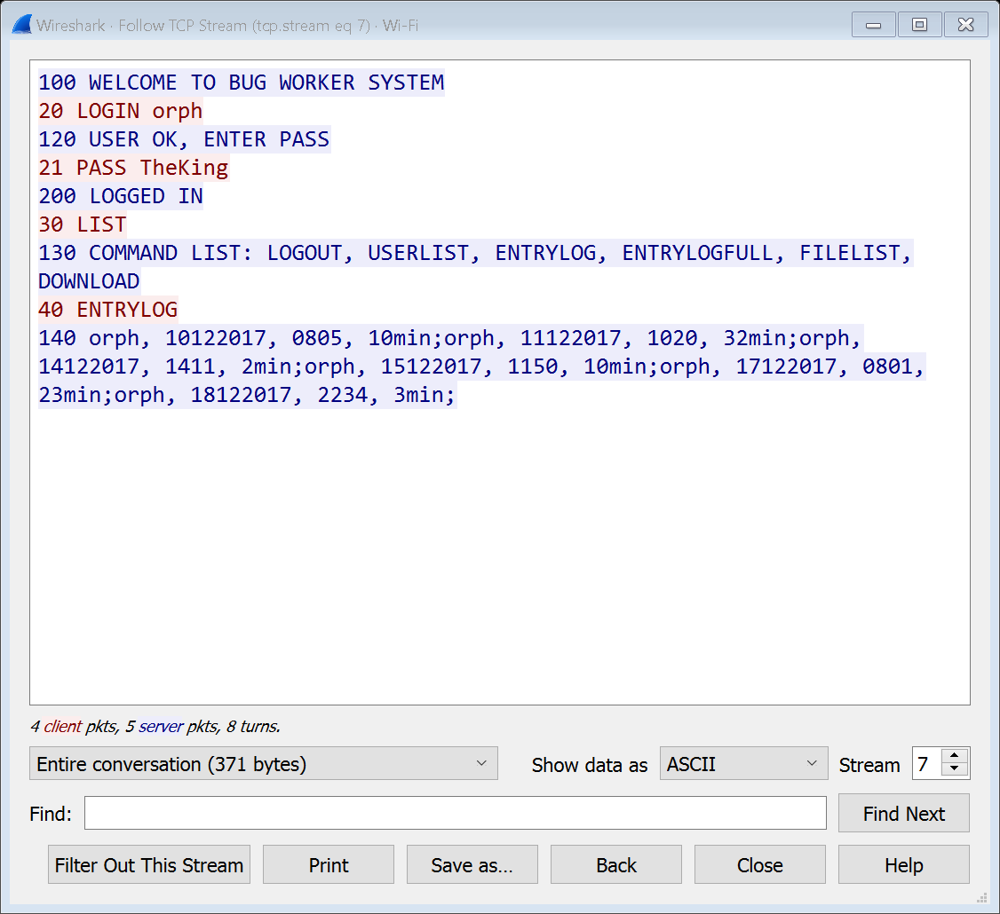 Wireshark · Follow TCP Stream (tcp.stream eq 7) · Wi-Fi
100 WELCOME TO BUG WORKER SYSTEM
20 LOGIN orph
120 USER OK, ENTER PASS
21 PASS TheKing
200 LOGGED IN
30 LIST
130 COMMAND LIST: LOGOUT, USERLIST, ENTRYLOG, ENTRYLOGFULL, FILELIST,
DOWNLOAD
40 ENTRYLOG
140 orph, 10122017, 0805, 10min;orph, 11122017, 1020, 32min;orph,
14122017, 1411, 2min;orph, 15122017, 1150, 10min;orph, 17122017, 0801,
23min;orph, 18122017, 2234, 3min;
4 client pkts, 5 server pkts, 8 turns.
Entire conversation (371 bytes) Show data as ASCII Stream 7
Find: Find Next
Filter Out This Stream Print Save as... Back Close Help